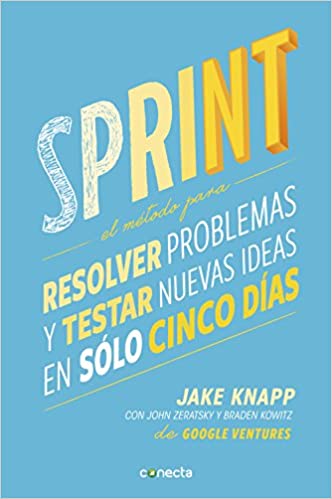 SPRINT
el método para
RESOLVER PROBLEMAS
Y TESTAR NUEVAS IDEAS
EN SÓLO CINCO DÍAS
JAKE KNAPP
CON JOHN ZERATSKY Y BRADEN KOWITZ
de GOOGLE VENTURES
conecta